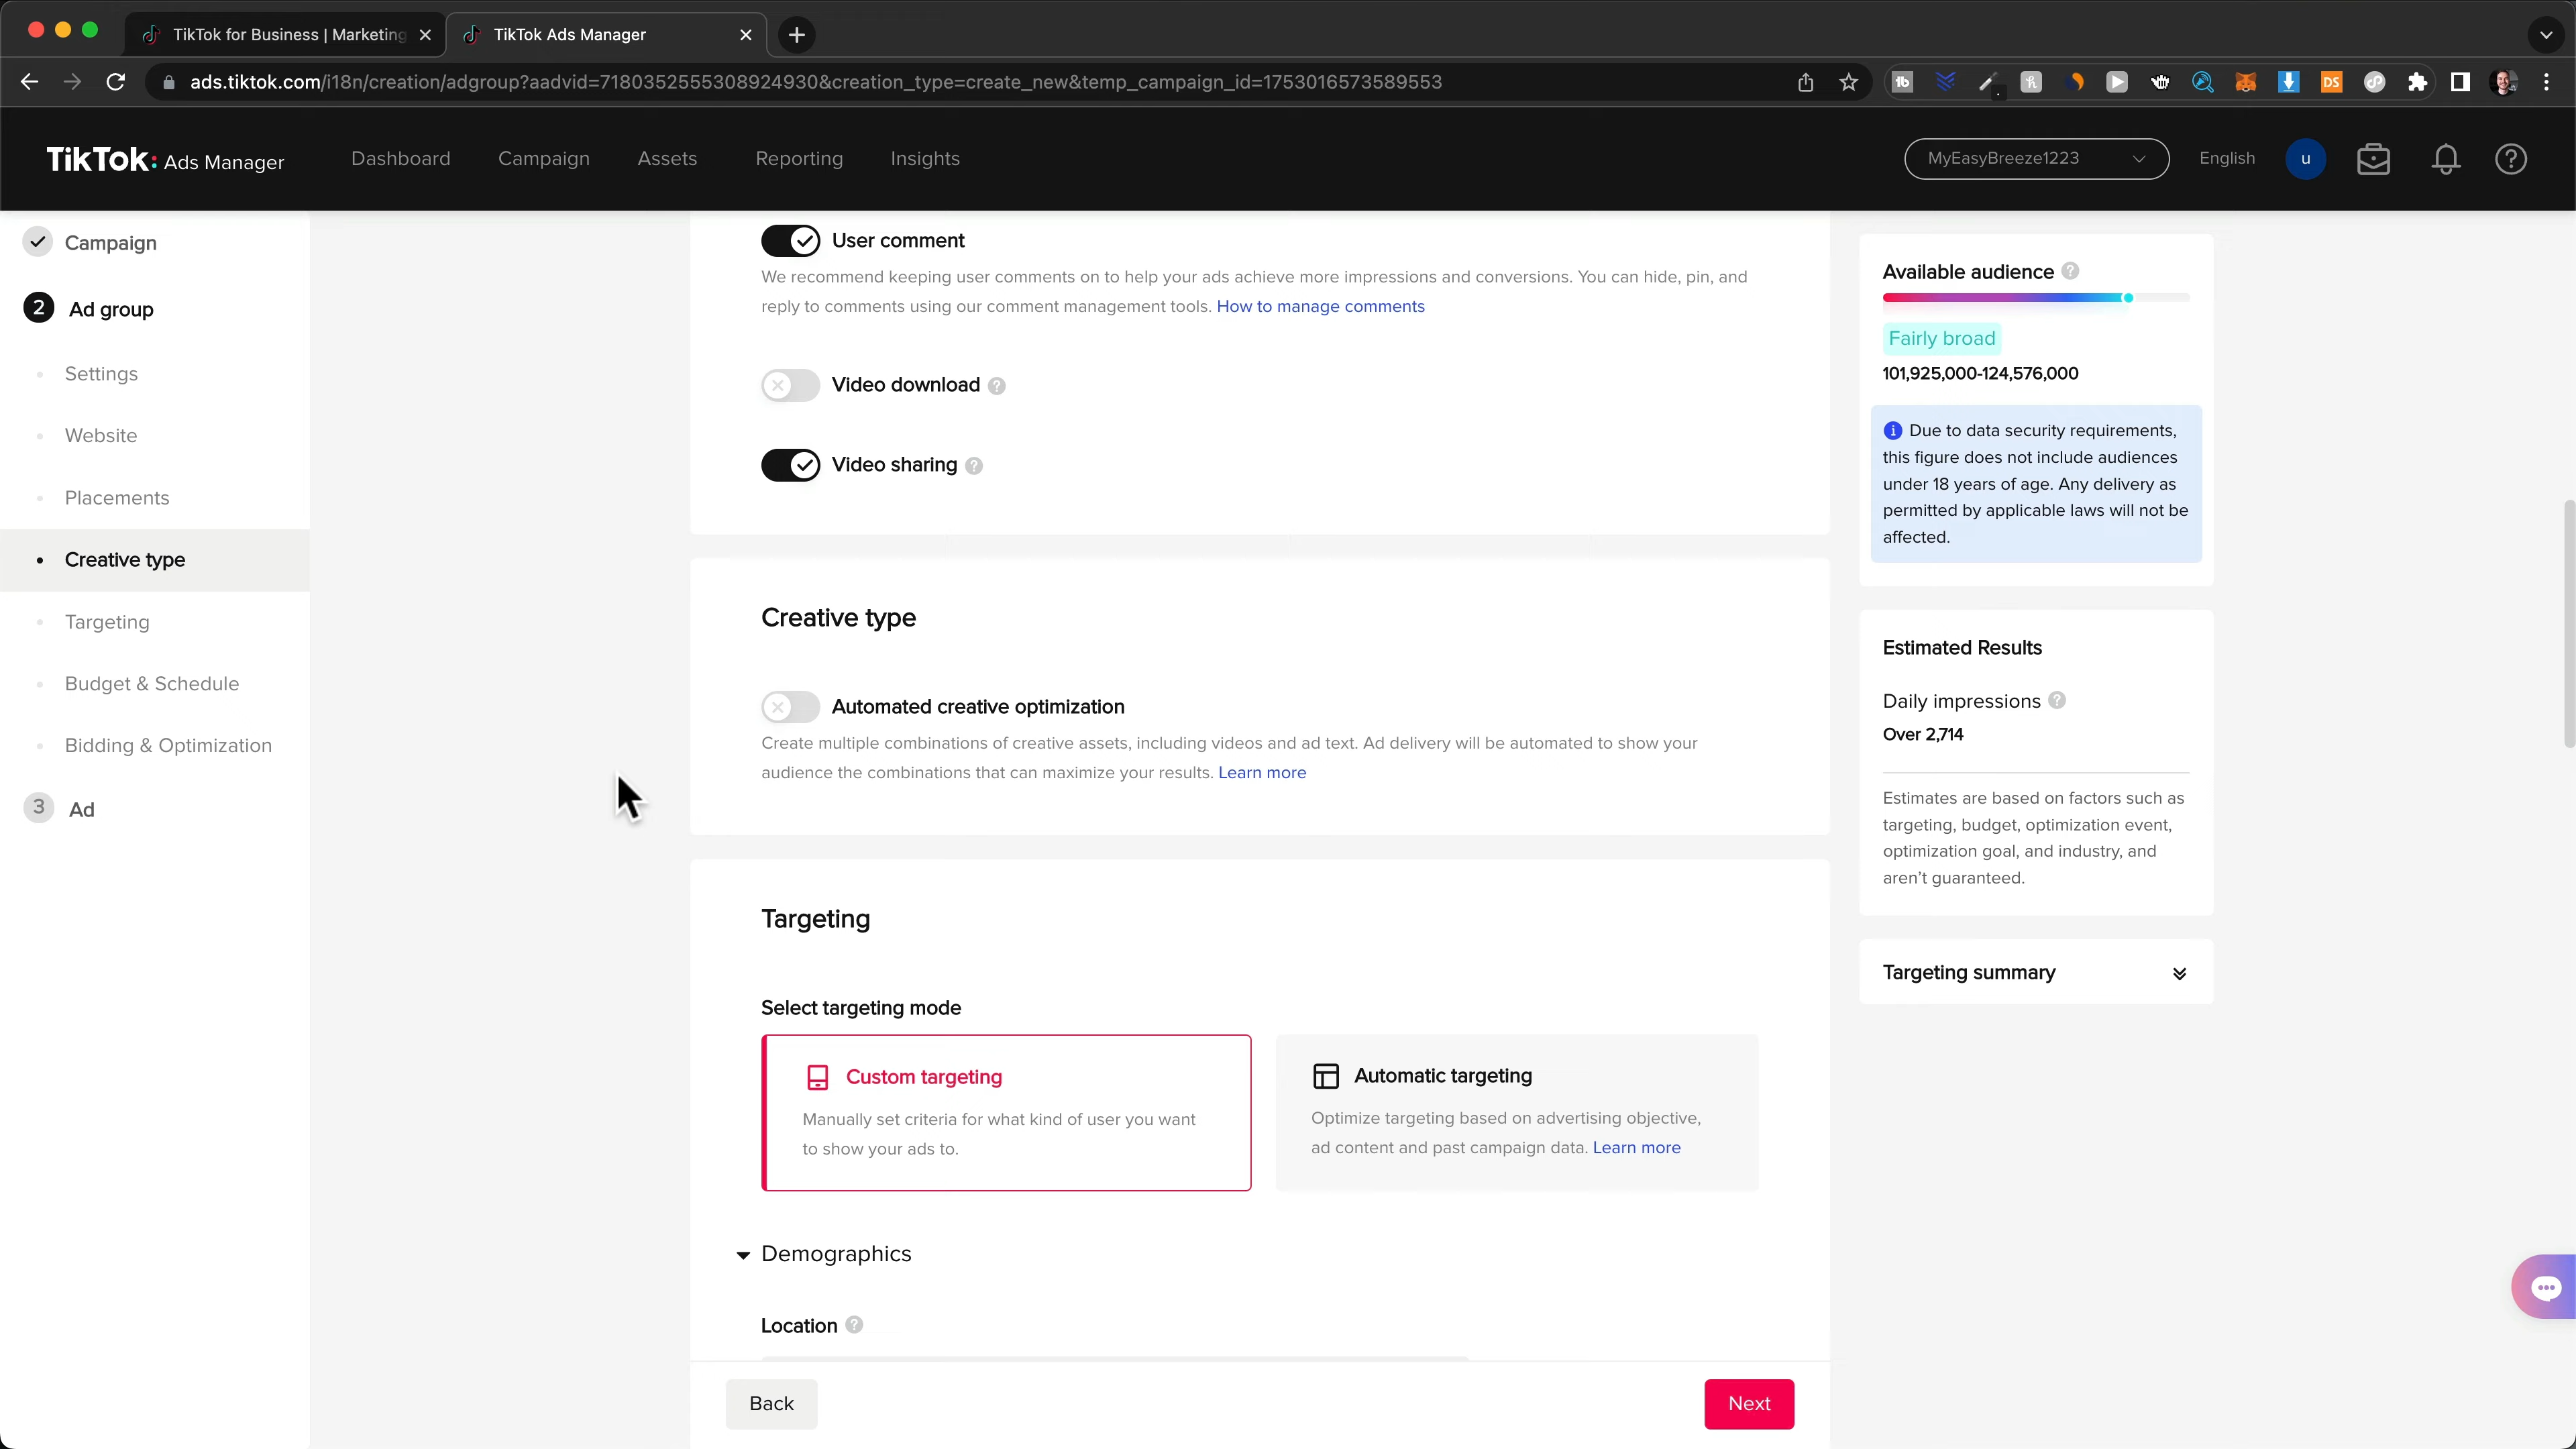 TikTok for Business | Marketing
TikTok Ads Manager
ads.tiktok.com/i18n/creation/adgroup?aadvid=7180352555308924930&creation_type=create_new&temp_campaign_id=1753016573589553
TikTok: Ads Manager
Dashboard
Campaign
Assets
Reporting
Insights
MyEasyBreeze1223
English
u
Campaign
2 Ad group
Settings
Website
Placements
Creative type
Targeting
Budget & Schedule
Bidding & Optimization
3 Ad
User comment
We recommend keeping user comments on to help your ads achieve more impressions and conversions. You can hide, pin, and
reply to comments using our comment management tools. How to manage comments
Video download
Video sharing
Creative type
Automated creative optimization
Create multiple combinations of creative assets, including videos and ad text. Ad delivery will be automated to show your
audience the combinations that can maximize your results. Learn more
Targeting
Select targeting mode
Custom targeting
Manually set criteria for what kind of user you want
to show your ads to.
Automatic targeting
Optimize targeting based on advertising objective,
ad content and past campaign data. Learn more
Demographics
Location
Back
Next
Available audience
Fairly broad
101,925,000-124,576,000
Due to data security requirements,
this figure does not include audiences
under 18 years of age. Any delivery as
permitted by applicable laws will not be
affected.
Estimated Results
Daily impressions
Over 2,714
Estimates are based on factors such as
targeting, budget, optimization event,
optimization goal, and industry, and
aren't guaranteed.
Targeting summary